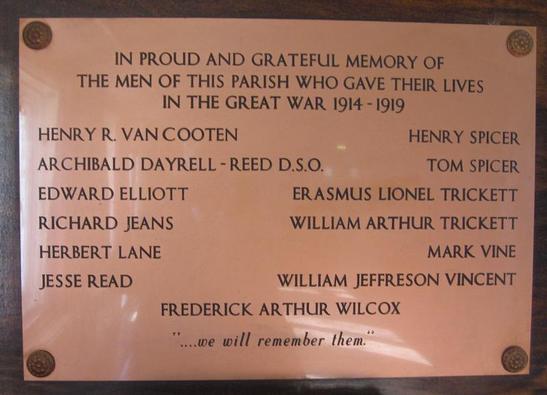 IN PROUD AND GRATEFUL MEMORY OF
THE MEN OF THIS PARISH WHO GAVE THEIR LIVES
IN THE GREAT WAR 1914 - 1919
HENRY R. VAN COOTEN HENRY SPICER
ARCHIBALD DAYRELL - REED D.S.O. TOM SPICER
EDWARD ELLIOTT ERASMUS LIONEL TRICKETT
RICHARD JEANS WILLIAM ARTHUR TRICKETT
HERBERT LANE MARK VINE
JESSE READ WILLIAM JEFFRESON VINCENT
FREDERICK ARTHUR WILCOX
"....we will remember them."